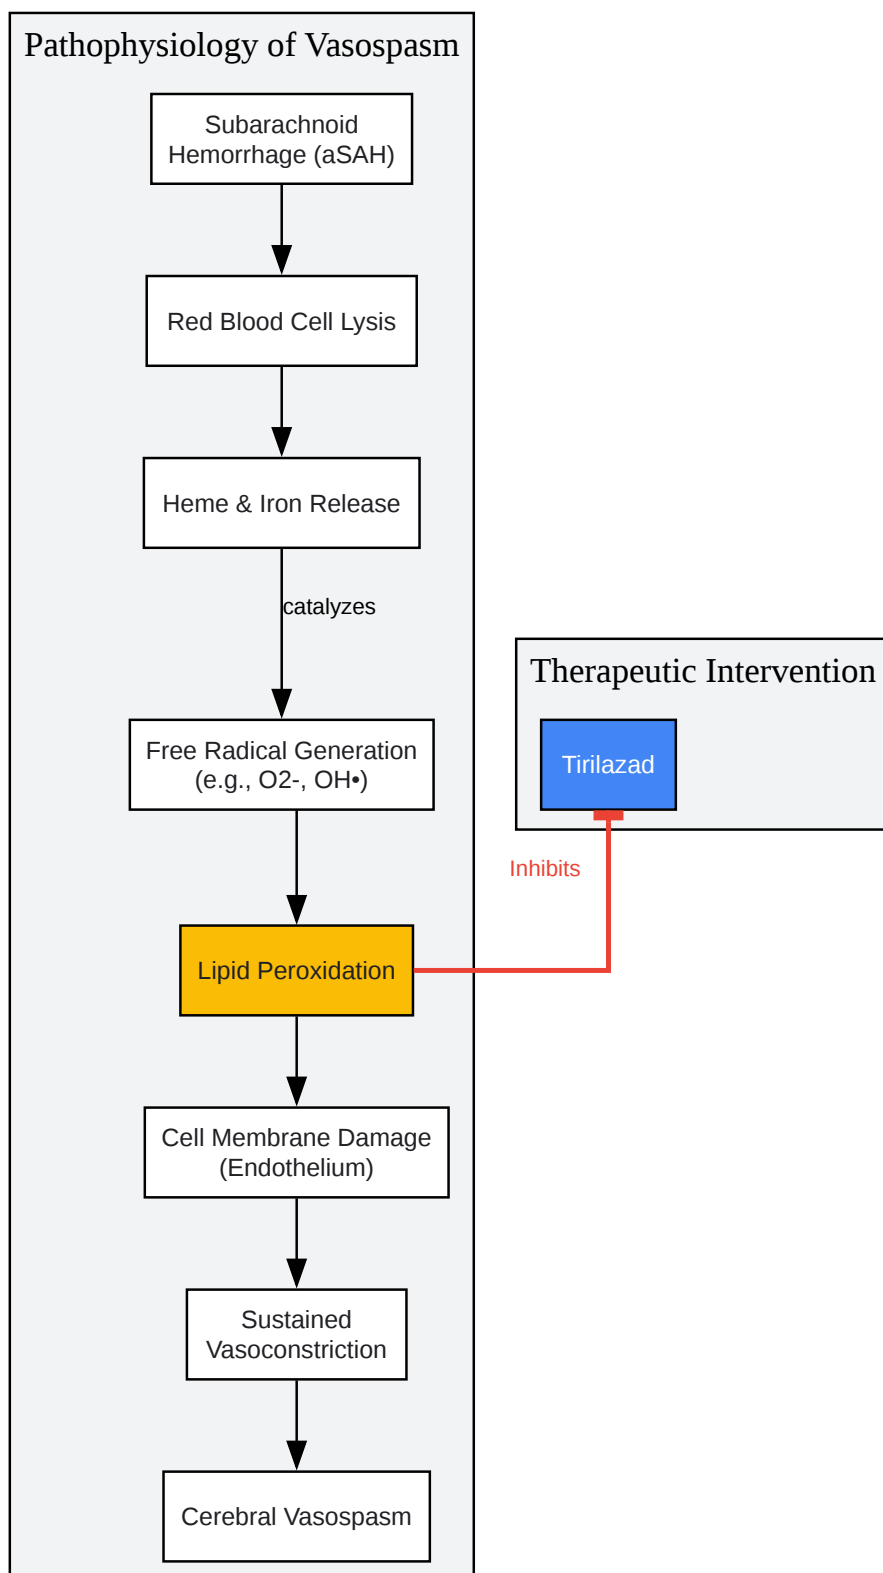 Pathophysiology of Vasospasm
Subarachnoid
Hemorrhage (aSAH)
Red Blood Cell Lysis
Heme & Iron Release
catalyzes
Free Radical Generation
(e.g., O2-, OH•)
Therapeutic Intervention
Tirilazad
Inhibits
Lipid Peroxidation
Cell Membrane Damage
(Endothelium)
Sustained
Vasoconstriction
Cerebral Vasospasm